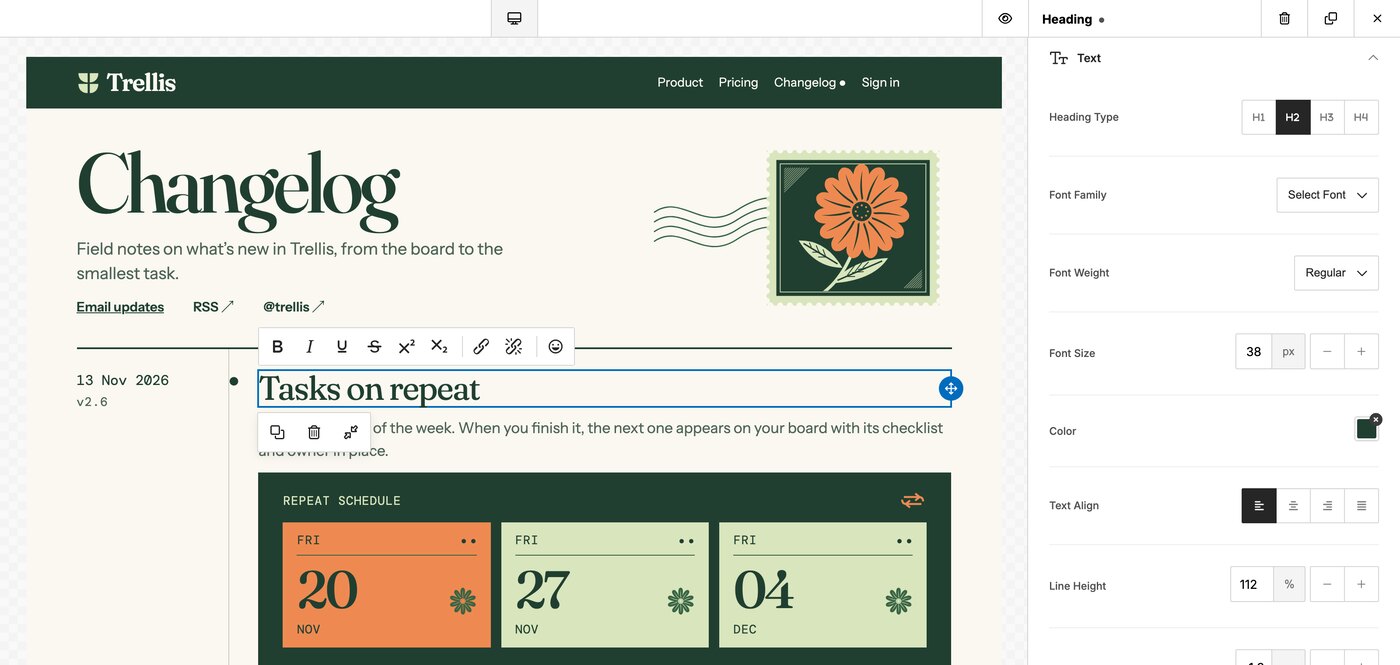 Heading
Trellis
Product Pricing Changelog Sign in
Text
Heading Type
H1 H2 H3 H4
Changelog
Field notes on what's new in Trellis, from the board to the
smallest task.
Email updates RSS @trellis
Font Family
Select Font
Font Weight
Regular
B I U S X² X₂
Font Size
38 px
13 Nov 2026
v2.6
Tasks on repeat
of the week. When you finish it, the next one appears on your board with its checklist
and owner in place.
Color
REPEAT SCHEDULE
Text Align
FRI
20
NOV
FRI
27
NOV
FRI
04
DEC
Line Height
112 %